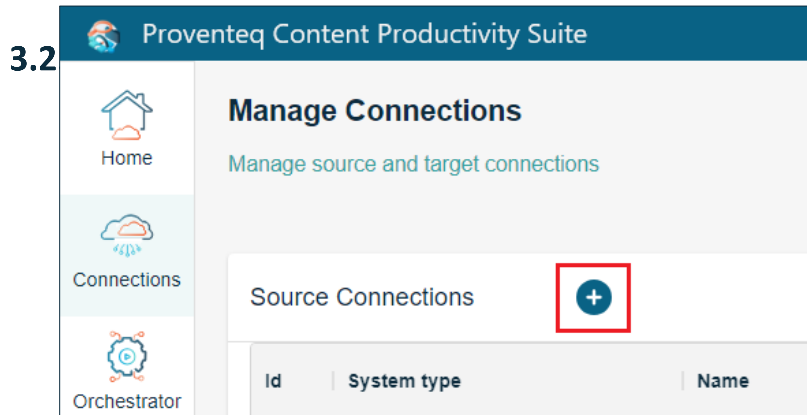 Proventeq Content Productivity Suite
3.2
Home
Manage Connections
Manage source and target connections
Connections
Source Connections
Orchestrator
Id System type Name